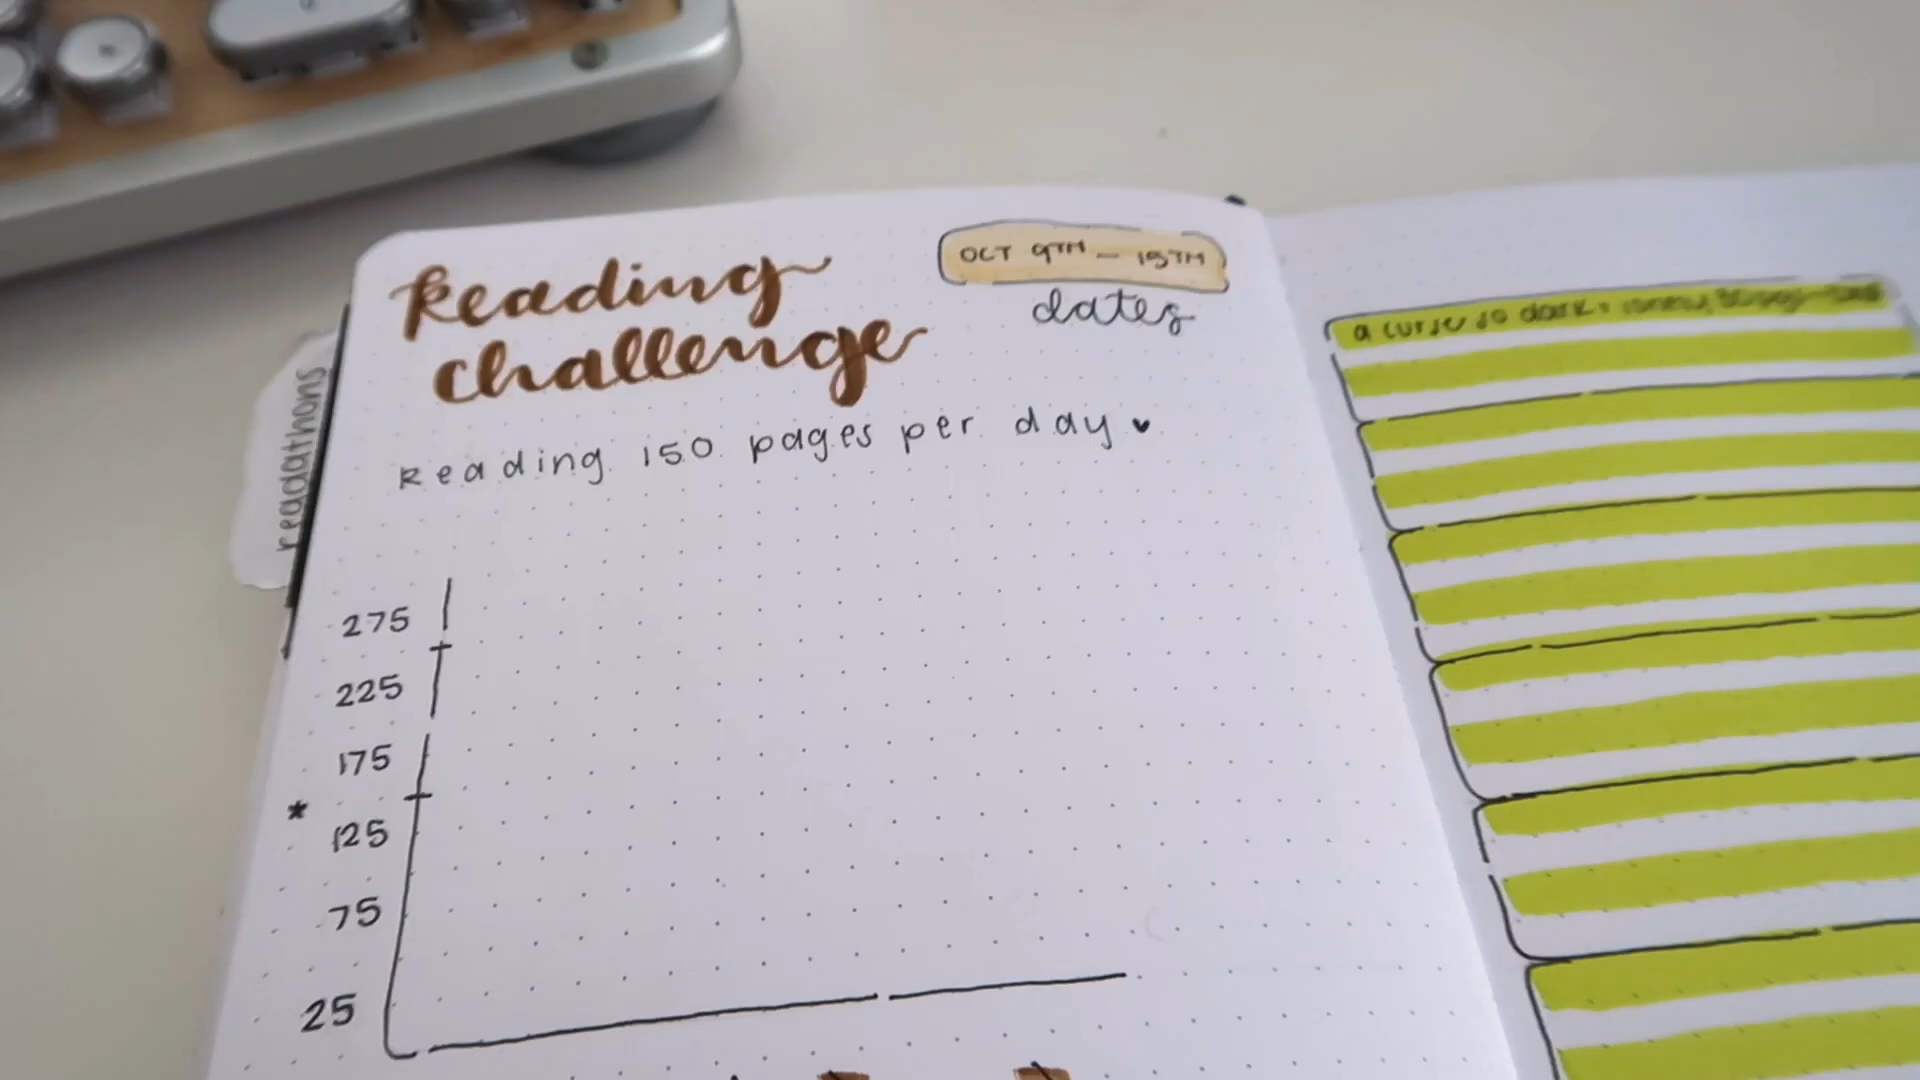 Reading
challenge
OCT 9TH - 15TH
dates
Reading 150 pages per day
readathons
275
225
175
*
125
75
25
a curse so dark